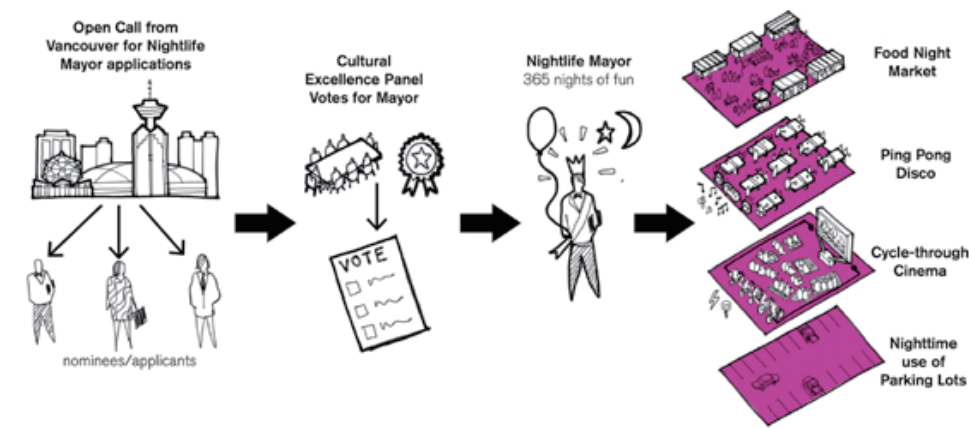 Open Call from
Vancouver for Nightlife
Mayor applications
nominees/applicants
Cultural
Excellence Panel
Votes for Mayor
VOTE
Nightlife Mayor
365 nights of fun
Food Night
Market
Ping Pong
Disco
Cycle-through
Cinema
Nighttime
use of
Parking Lots